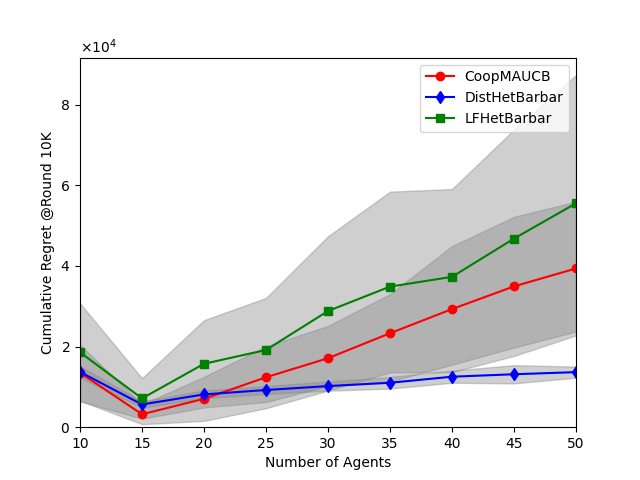 ×10⁴
CoopMAUCB
DistHetBarbar
LFHetBarbar
Cumulative Regret @Round 10K
8
6
4
2
0
10 15 20 25 30 35 40 45 50
Number of Agents